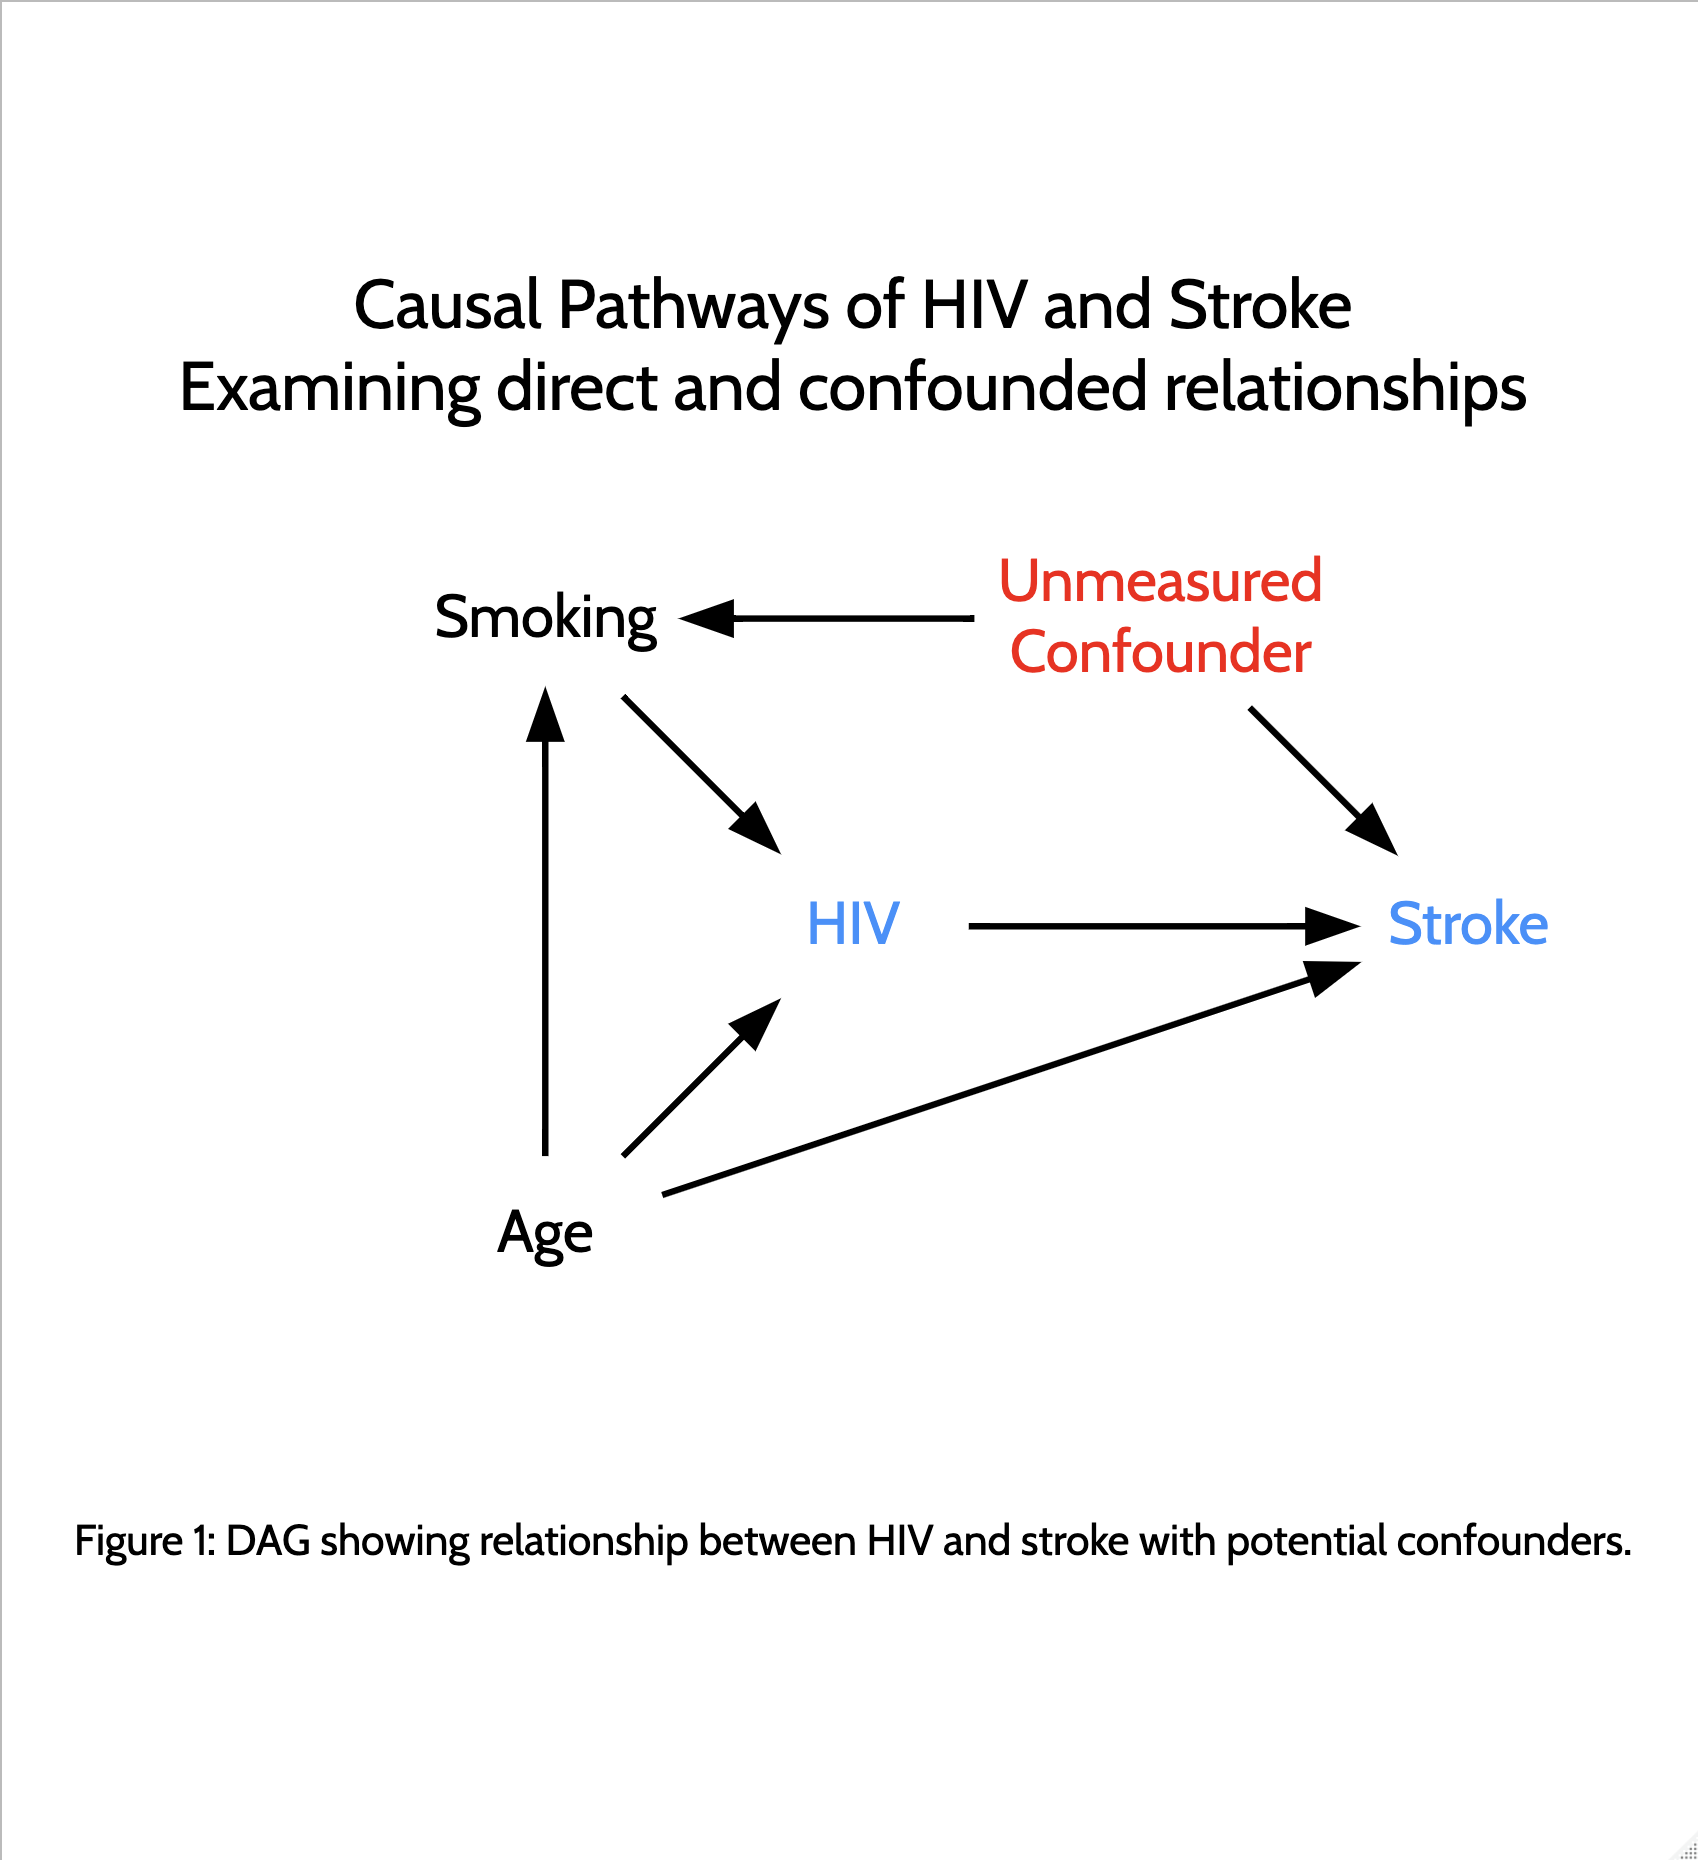 Causal Pathways of HIV and Stroke
Examining direct and confounded relationships
Smoking
Unmeasured
Confounder
HIV
Stroke
Age
Figure 1: DAG showing relationship between HIV and stroke with potential confounders.